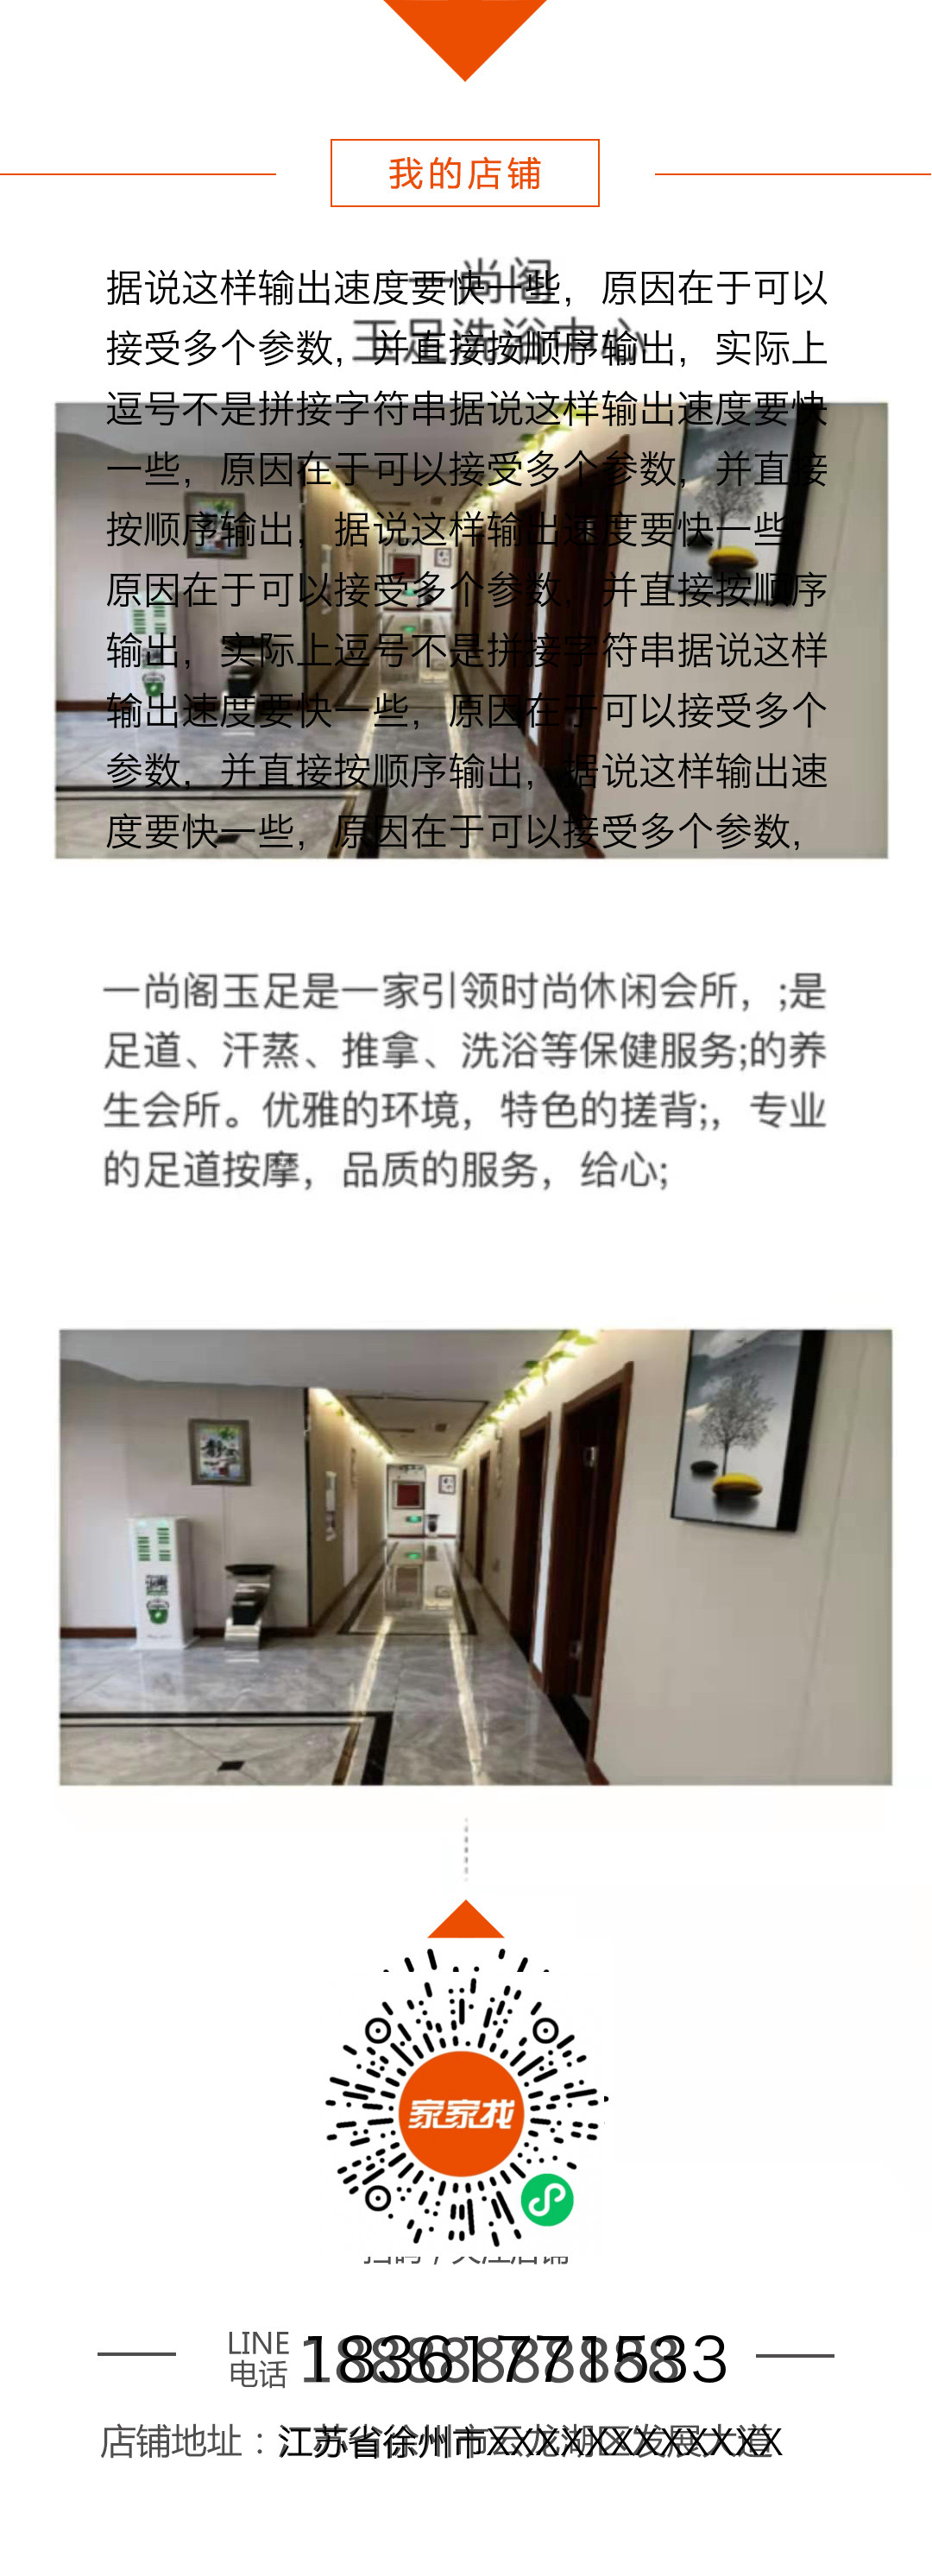 我的店铺
一尚阁
玉足洗浴中心
据说这样输出速度要快一些，原因在于可以
接受多个参数，并直接按顺序输出，实际上
逗号不是拼接字符串据说这样输出速度要快
一些，原因在于可以接受多个参数，并直接
按顺序输出，据说这样输出速度要快一些，
原因在于可以接受多个参数，并直接按顺序
输出，实际上逗号不是拼接字符串据说这样
输出速度要快一些，原因在于可以接受多个
参数，并直接按顺序输出，据说这样输出速
度要快一些，原因在于可以接受多个参数，
一尚阁玉足是一家引领时尚休闲会所，;是
足道、汗蒸、推拿、洗浴等保健服务;的养
生会所。优雅的环境，特色的搓背;，专业
的足道按摩，品质的服务，给心;
家家找
LINE
电话
18361771533
店铺地址：江苏省徐州市XXXXXXXXXXXXX